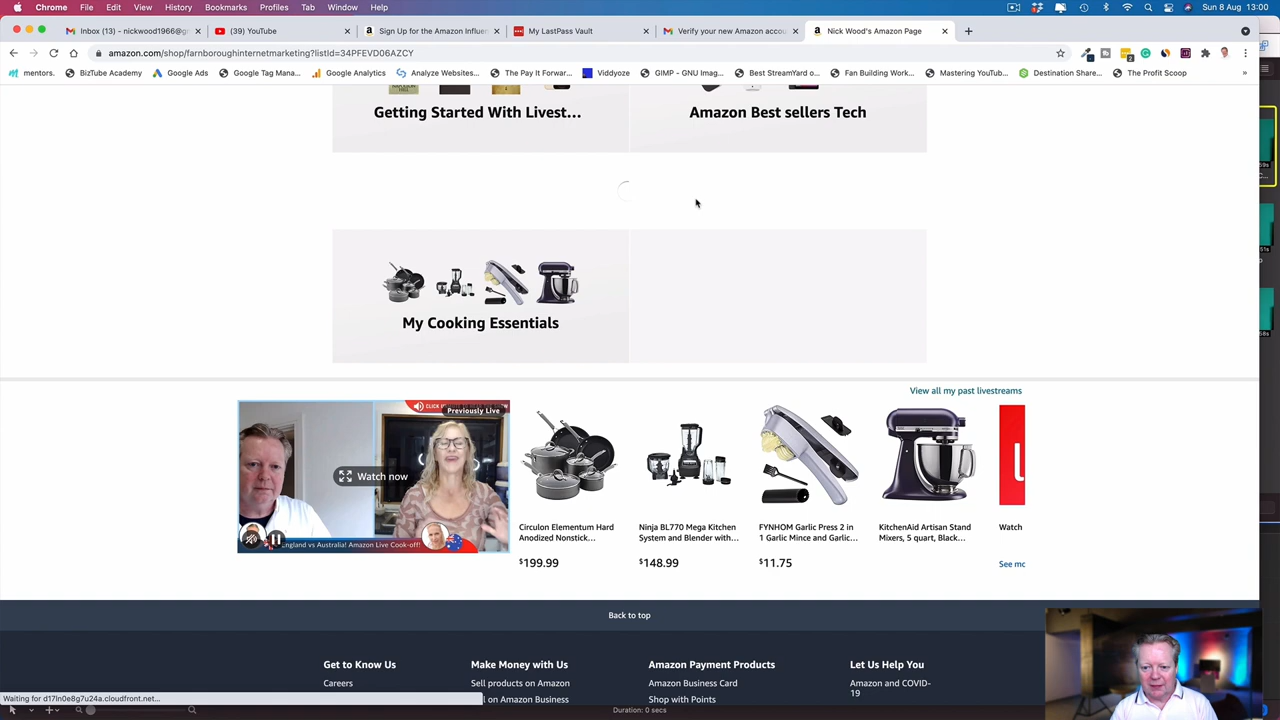 Chrome File Edit View History Bookmarks Profiles Tab Window Help
Sun 8 Aug 13:00
Inbox (13) - nickwood1966@gr
(39) YouTube
Sign Up for the Amazon Influen
My LastPass Vault
Verify your new Amazon accou
Nick Wood's Amazon Page
amazon.com/shop/farnboroughinternetmarketing?listId=34PFEVD06AZCY
mentors.
BizTube Academy
Google Ads
Google Tag Mana...
Google Analytics
Analyze Websites...
The Pay It Forwar...
Viddyoze
GIMP - GNU Imag...
Best StreamYard o...
Fan Building Work...
Mastering YouTub...
Destination Share...
The Profit Scoop
»
Getting Started With Livest...
Amazon Best sellers Tech
My Cooking Essentials
View all my past livestreams
Previously Live
Watch now
England vs Australia! Amazon Live Cook-off!
Circulon Elementum Hard
Anodized Nonstick...
$199.99
Ninja BL770 Mega Kitchen
System and Blender with...
$148.99
FYNHOM Garlic Press 2 in
1 Garlic Mince and Garlic...
$11.75
KitchenAid Artisan Stand
Mixers, 5 quart, Black...
Watch
See mc
Back to top
Get to Know Us
Make Money with Us
Amazon Payment Products
Let Us Help You
Careers
Sell products on Amazon
Amazon Business Card
Amazon and COVID-
19
l on Amazon Business
Shop with Points
Waiting for d17ln0e8g7u24a.cloudfront.net...
Duration: 0 secs